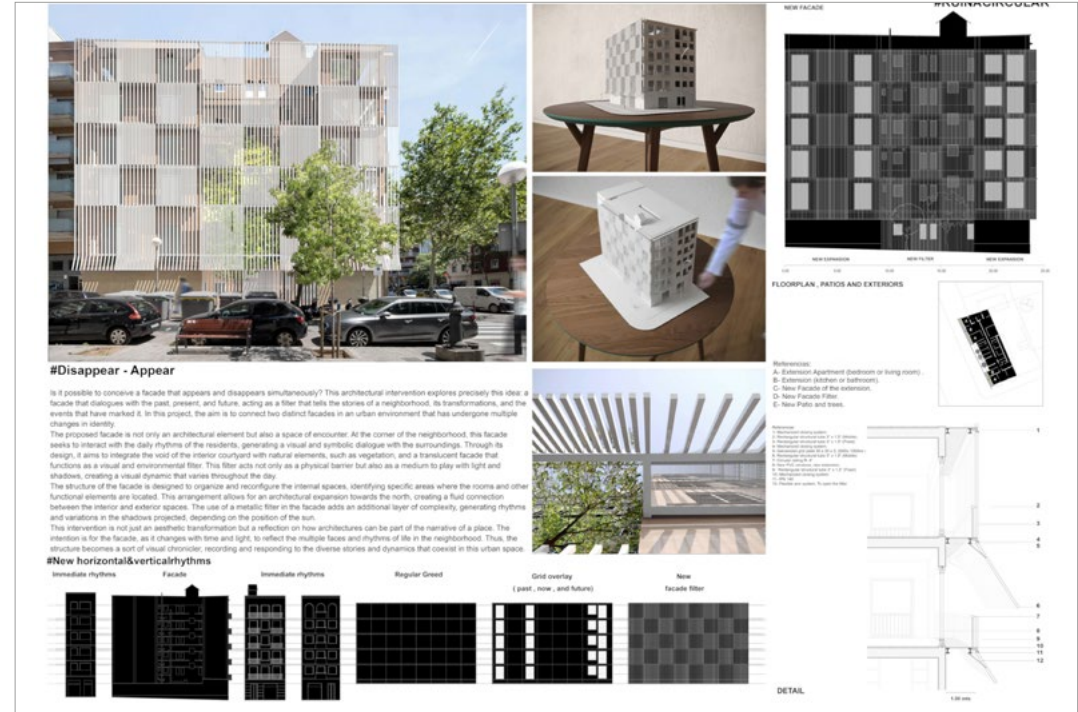 NEW FACADE
#RUINACIRCULAR
NEW EXPANSION
NEW FILTER
NEW EXPANSION
FLOORPLAN , PATIOS AND EXTERIORS
Referencias:
A- Extension Apartment (bedroom or living room) .
B- Extension (kitchen or bathroom).
C- New Facade of the extension.
D- New Facade Filter
E- New Patio and trees.
#Disappear - Appear
Is it possible to conceive a facade that appears and disappears simultaneously? This architectural intervention explores precisely this idea: a
facade that dialogues with the past, present, and future, acting as a filter that tells the stories of a neighborhood, its transformations, and the
events that have marked it. In this project, the aim is to connect two distinct facades in an urban environment that has undergone multiple
changes in identity.
The proposed facade is not only an architectural element but also a space of encounter. At the corner of the neighborhood, this facade
seeks to interact with the daily rhythms of the residents, generating a visual and symbolic dialogue with the surroundings. Through its
design, it aims to integrate the void of the interior courtyard with natural elements, such as vegetation, and a translucent facade that
functions as a visual and environmental filter. This filter acts not only as a physical barrier but also as a medium to play with light and
shadows, creating a visual dynamic that varies throughout the day.
The structure of the facade is designed to organize and reconfigure the internal spaces, identifying specific areas where the rooms and other
functional elements are located. This arrangement allows for an architectural expansion towards the north, creating a fluid connection
between the interior and exterior spaces. The use of a metallic filter in the facade adds an additional layer of complexity, generating rhythms
and variations in the shadows projected, depending on the position of the sun.
This intervention is not just an aesthetic transformation but a reflection on how architectures can be part of the narrative of a place. The
intention is for the facade, as it changes with time and light, to reflect the multiple faces and rhythms of life in the neighborhood. Thus, the
structure becomes a sort of visual chronicler, recording and responding to the diverse stories and dynamics that coexist in this urban space.
#New horizontal&verticalrhythms
Immediate rhythms
Facade
Immediate rhythms
Regular Greed
Grid overlay
( past , now , and future)
New
facade filter
1
2
3
4
5
6
7
8
9
10
11
12
DETAIL